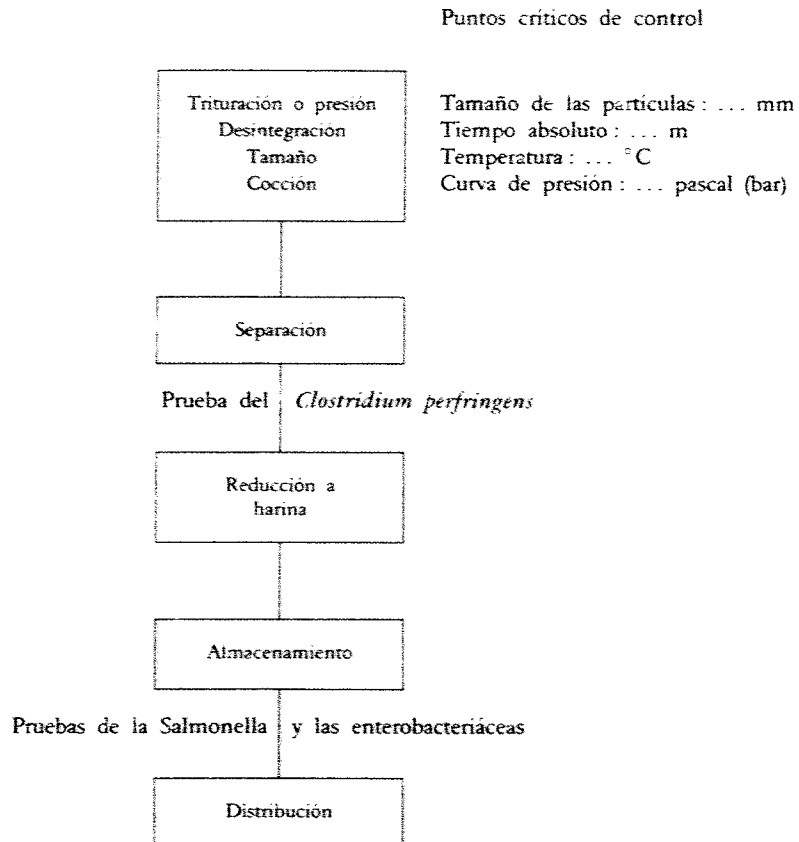 Puntos críticos de control
Trituración o presión
Desintegración
Tamaño
Cocción
Tamaño de las partículas : ... mm
Tiempo absoluto : ... m
Temperatura : ... °C
Curva de presión : ... pascal (bar)
Separación
Prueba del Clostridium perfringens
Reducción a
harina
Almacenamiento
Pruebas de la Salmonella y las enterobacteriáceas
Distribución